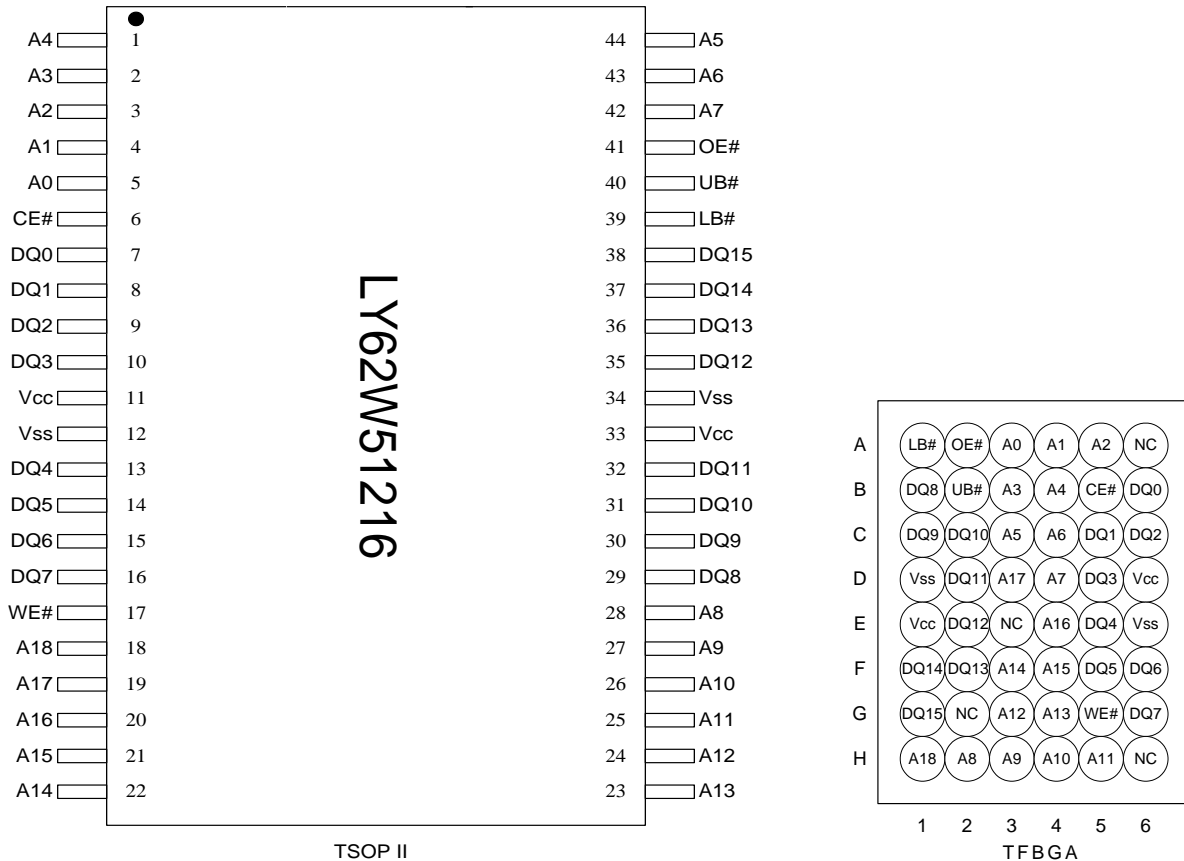 A4 1 44 A5
A3 2 43 A6
A2 3 42 A7
A1 4 41 OE#
A0 5 40 UB#
CE# 6 39 LB#
DQ0 7 38 DQ15
DQ1 8 37 DQ14
DQ2 9 36 DQ13
DQ3 10 35 DQ12
Vcc 11 34 Vss
Vss 12 33 Vcc
DQ4 13 32 DQ11
DQ5 14 31 DQ10
DQ6 15 30 DQ9
DQ7 16 29 DQ8
WE# 17 28 A8
A18 18 27 A9
A17 19 26 A10
A16 20 25 A11
A15 21 24 A12
A14 22 23 A13
LY62W51216
TSOP II
A LB# OE# A0 A1 A2 NC
B DQ8 UB# A3 A4 CE# DQ0
C DQ9 DQ10 A5 A6 DQ1 DQ2
D Vss DQ11 A17 A7 DQ3 Vcc
E Vcc DQ12 NC A16 DQ4 Vss
F DQ14 DQ13 A14 A15 DQ5 DQ6
G DQ15 NC A12 A13 WE# DQ7
H A18 A8 A9 A10 A11 NC
1 2 3 4 5 6
TFBGA